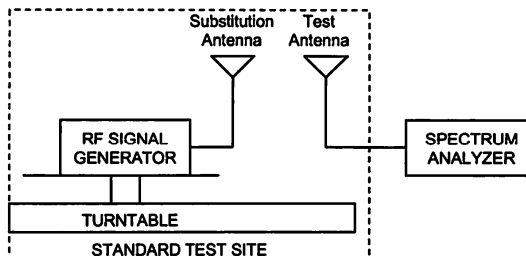 Substitution Antenna
Test Antenna
RF SIGNAL
GENERATOR
SPECTRUM
ANALYZER
TURNTABLE
STANDARD TEST SITE